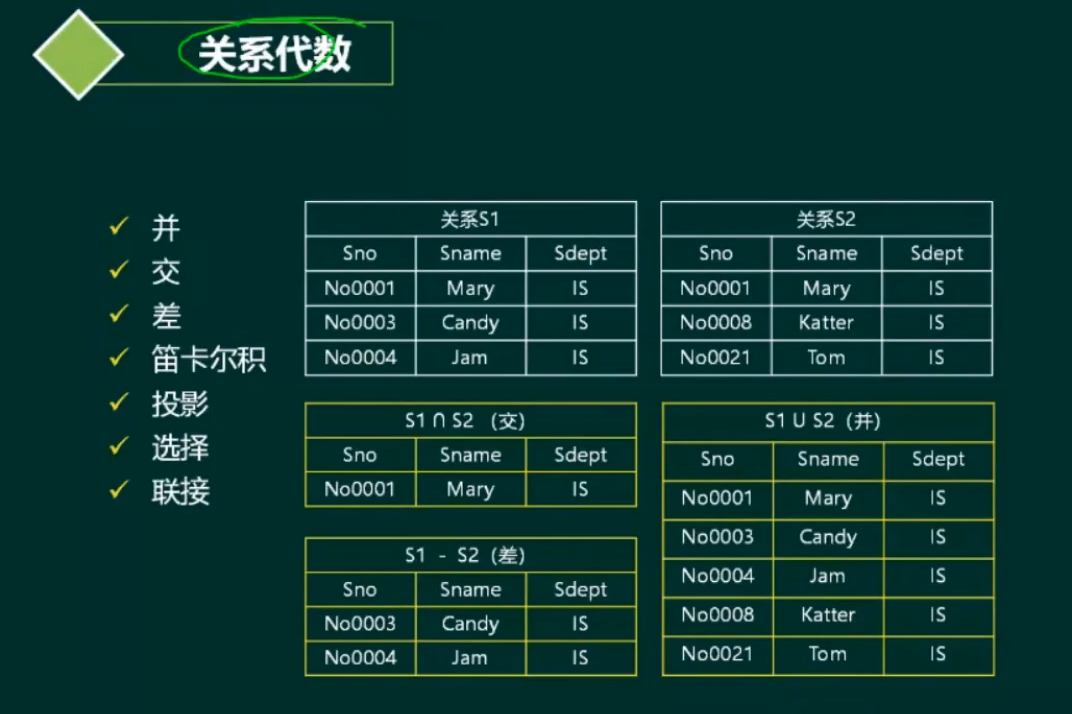 关系代数
并
交
差
笛卡尔积
投影
选择
联接
关系S1
Sno Sname Sdept
No0001 Mary IS
No0003 Candy IS
No0004 Jam IS
关系S2
Sno Sname Sdept
No0001 Mary IS
No0008 Katter IS
No0021 Tom IS
S1 ∩ S2 (交)
Sno Sname Sdept
No0001 Mary IS
S1 - S2 (差)
Sno Sname Sdept
No0003 Candy IS
No0004 Jam IS
S1 U S2 (并)
Sno Sname Sdept
No0001 Mary IS
No0003 Candy IS
No0004 Jam IS
No0008 Katter IS
No0021 Tom IS